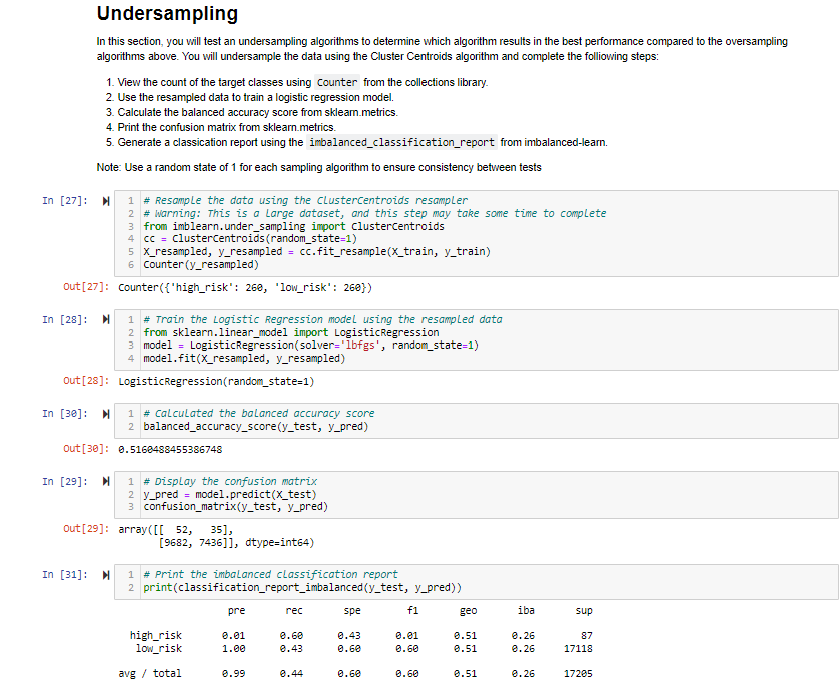 Undersampling
In this section, you will test an undersampling algorithms to determine which algorithm results in the best performance compared to the oversampling
algorithms above. You will undersample the data using the Cluster Centroids algorithm and complete the folliowing steps:
1. View the count of the target classes using Counter from the collections library.
2. Use the resampled data to train a logistic regression model.
3. Calculate the balanced accuracy score from sklearn.metrics.
4. Print the confusion matrix from sklearn.metrics.
5. Generate a classication report using the imbalanced_classification_report from imbalanced-learn.
Note: Use a random state of 1 for each sampling algorithm to ensure consistency between tests
In [27]: 1 # Resample the data using the ClusterCentroids resampler
2 # Warning: This is a large dataset, and this step may take some time to complete
3 from imblearn.under_sampling import ClusterCentroids
4 cc = ClusterCentroids(random_state=1)
5 X_resampled, y_resampled = cc.fit_resample(X_train, y_train)
6 Counter(y_resampled)
Out[27]: Counter({'high_risk': 260, 'low_risk': 260})
In [28]: 1 # Train the Logistic Regression model using the resampled data
2 from sklearn.linear_model import LogisticRegression
3 model = LogisticRegression(solver='lbfgs', random_state=1)
4 model.fit(X_resampled, y_resampled)
Out[28]: LogisticRegression(random_state=1)
In [30]: 1 # Calculated the balanced accuracy score
2 balanced_accuracy_score(y_test, y_pred)
Out[30]: 0.5160488455386748
In [29]: 1 # Display the confusion matrix
2 y_pred = model.predict(X_test)
3 confusion_matrix(y_test, y_pred)
Out[29]: array([[ 52, 35],
[9682, 7436]], dtype=int64)
In [31]: 1 # Print the imbalanced classification report
2 print(classification_report_imbalanced(y_test, y_pred))
pre rec spe f1 geo iba sup
high_risk 0.01 0.60 0.43 0.01 0.51 0.26 87
low_risk 1.00 0.43 0.60 0.60 0.51 0.26 17118
avg / total 0.99 0.44 0.60 0.60 0.51 0.26 17205